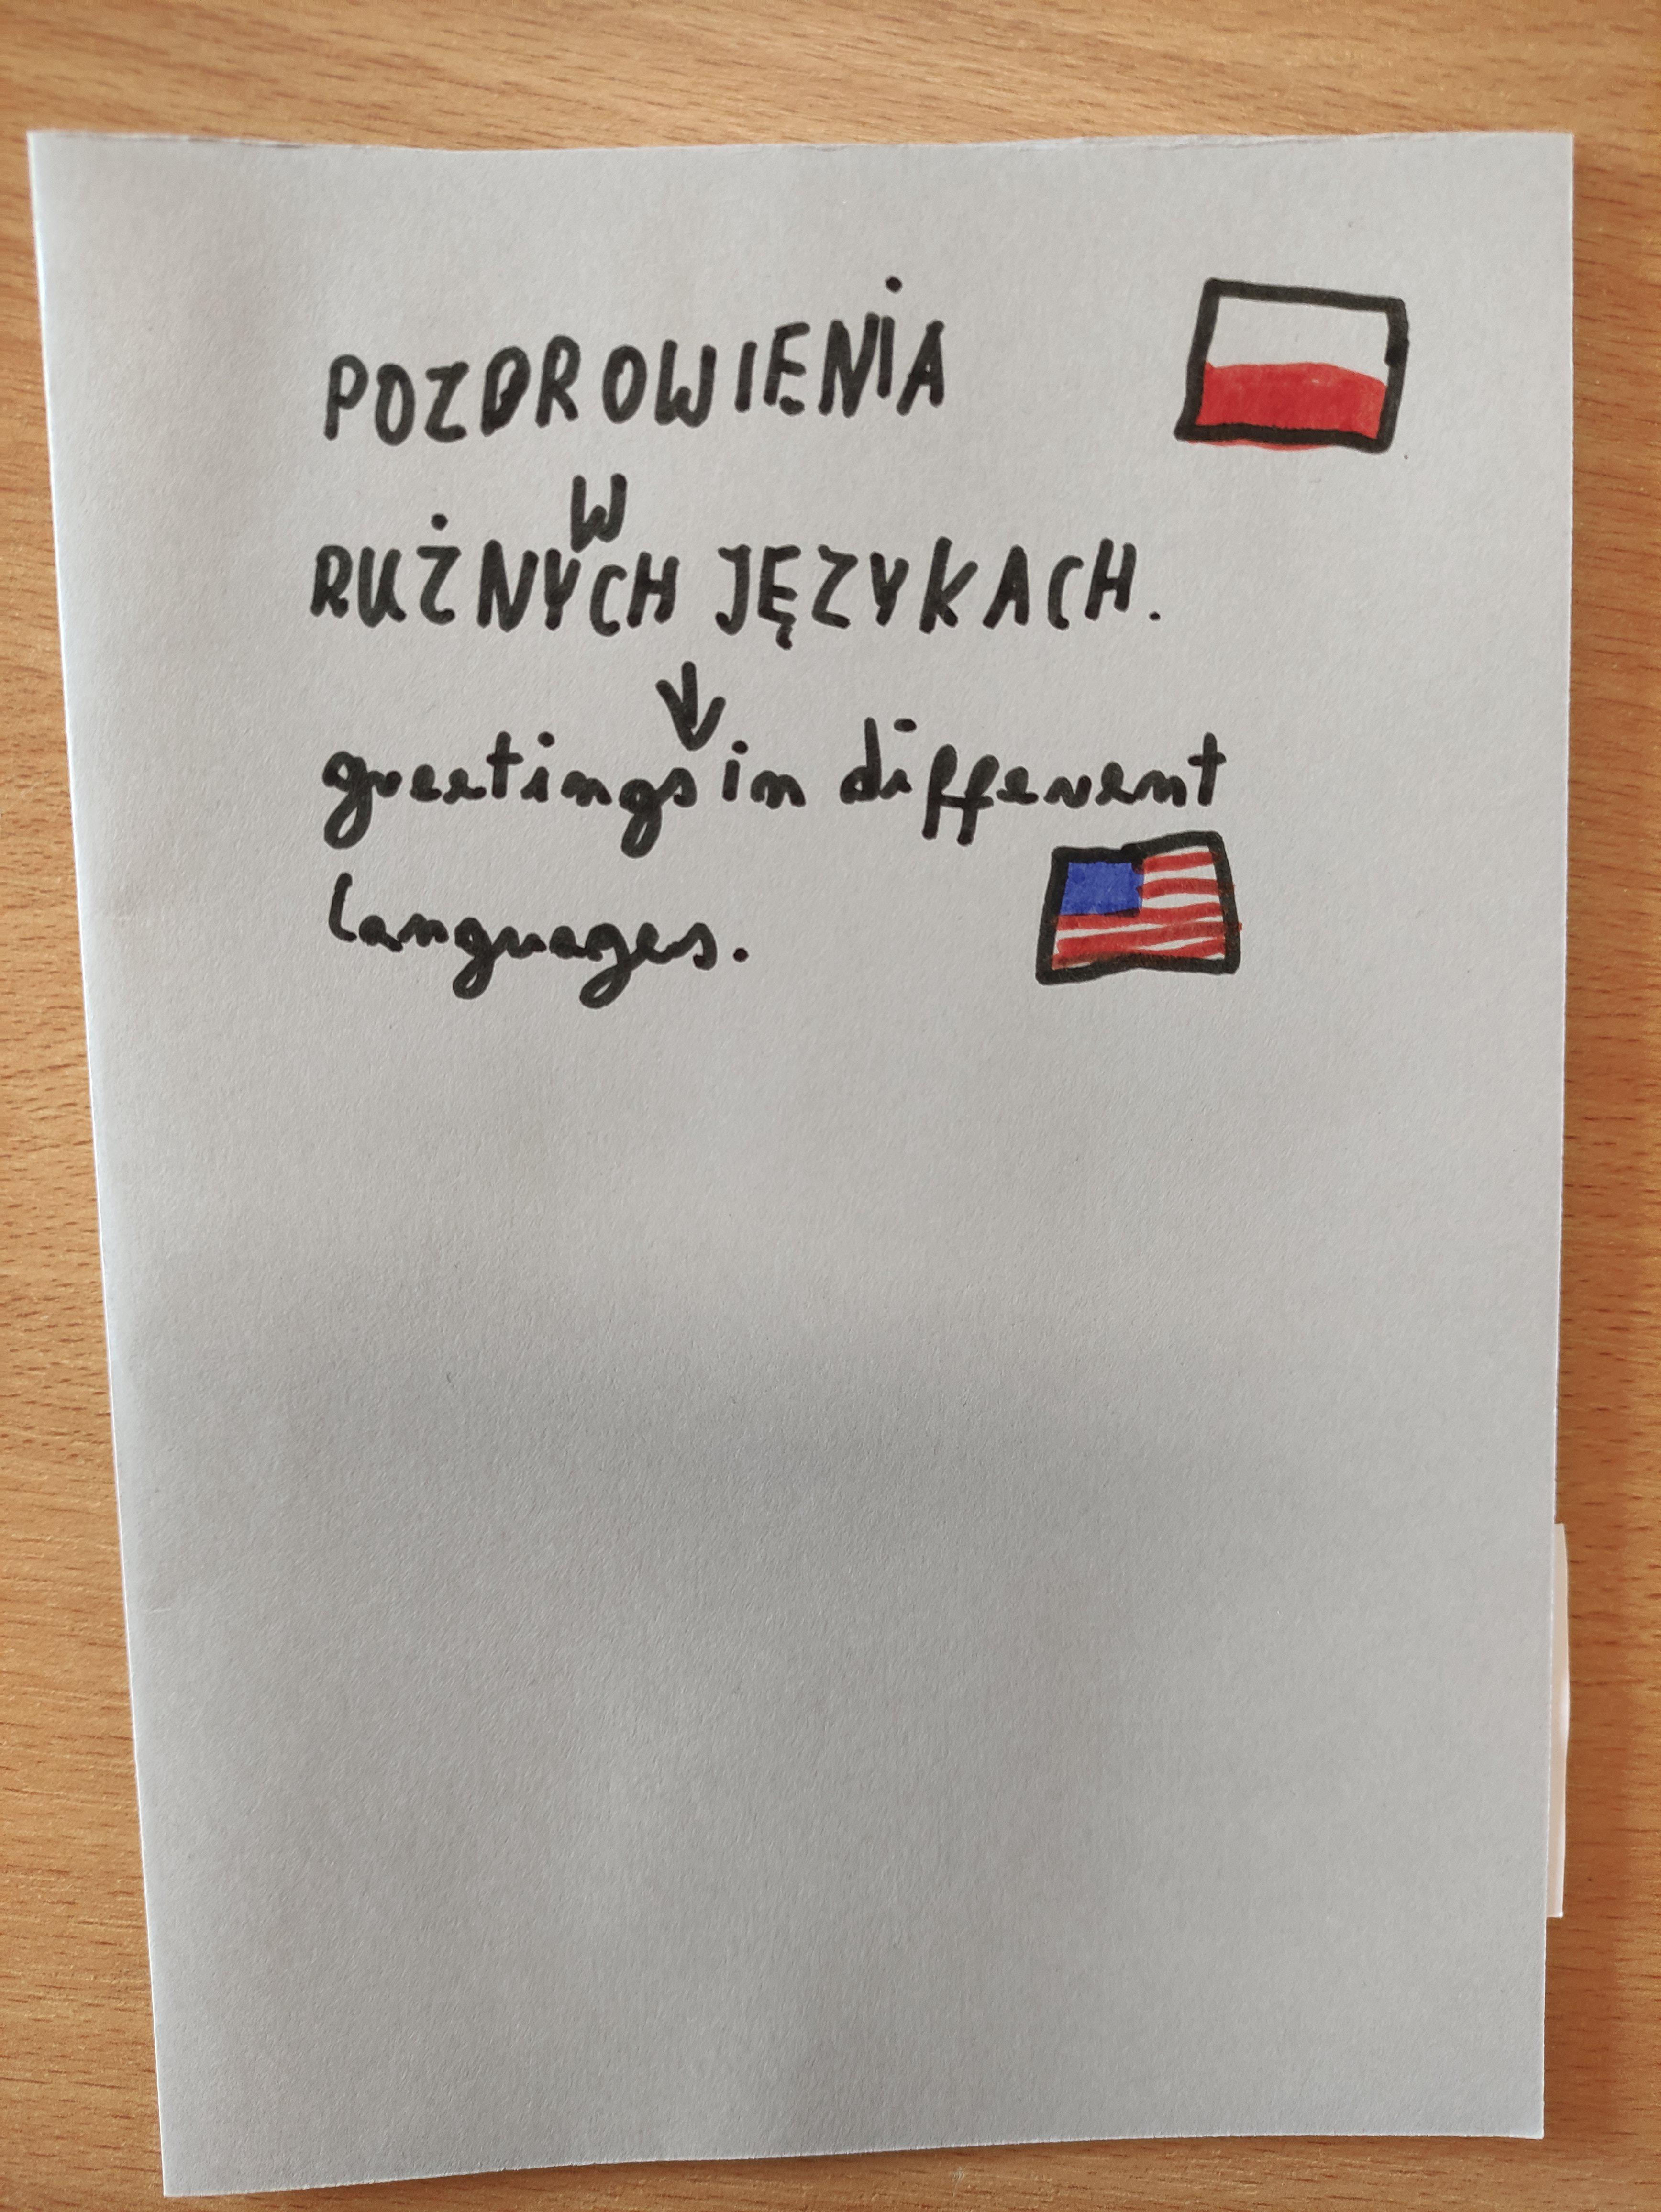 POZDROWIENIA
W
RUŻNYCH JĘZYKACH.
greetings in different
languages.